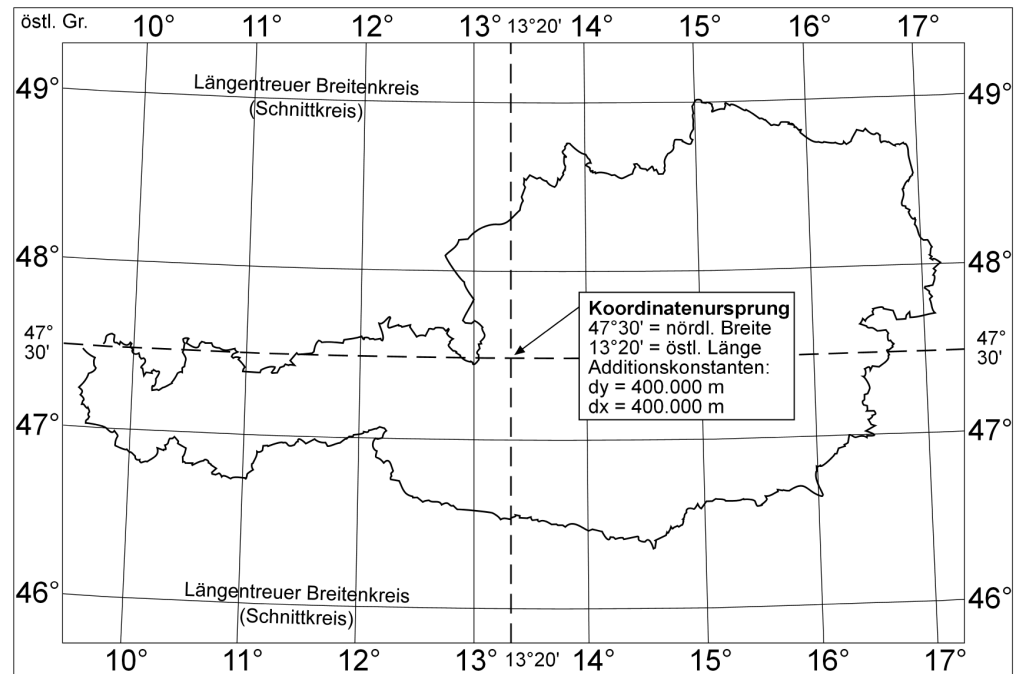 östl. Gr.
10° 11° 12° 13° 13°20' 14° 15° 16° 17°
Längentreuer Breitenkreis
(Schnittkreis)
49° 49°
48° 48°
Koordinatenursprung
47°30' = nördl. Breite
13°20' = östl. Länge
Additionskonstanten:
dy = 400.000 m
dx = 400.000 m
47° 47°
30' 30'
47° 47°
Längentreuer Breitenkreis
(Schnittkreis)
46° 46°
10° 11° 12° 13° 13°20' 14° 15° 16° 17°